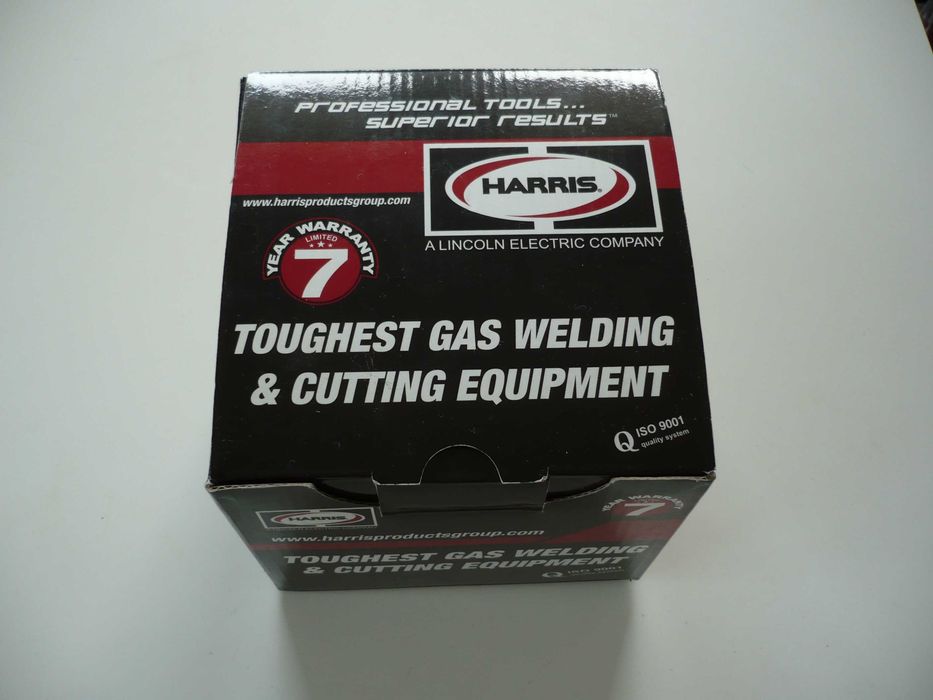 PROFESSIONAL TOOLS...
SUPERIOR RESULTS™
HARRIS®
www.harrisproductsgroup.com
A LINCOLN ELECTRIC COMPANY
YEAR WARRANTY
LIMITED
7
TOUGHEST GAS WELDING
& CUTTING EQUIPMENT
Q ISO 9001
quality system
HARRIS
YEAR WARRANTY
7
www.harrisproductsgroup.com
TOUGHEST GAS WELDING
& CUTTING EQUIPMENT
Q ISO 9001